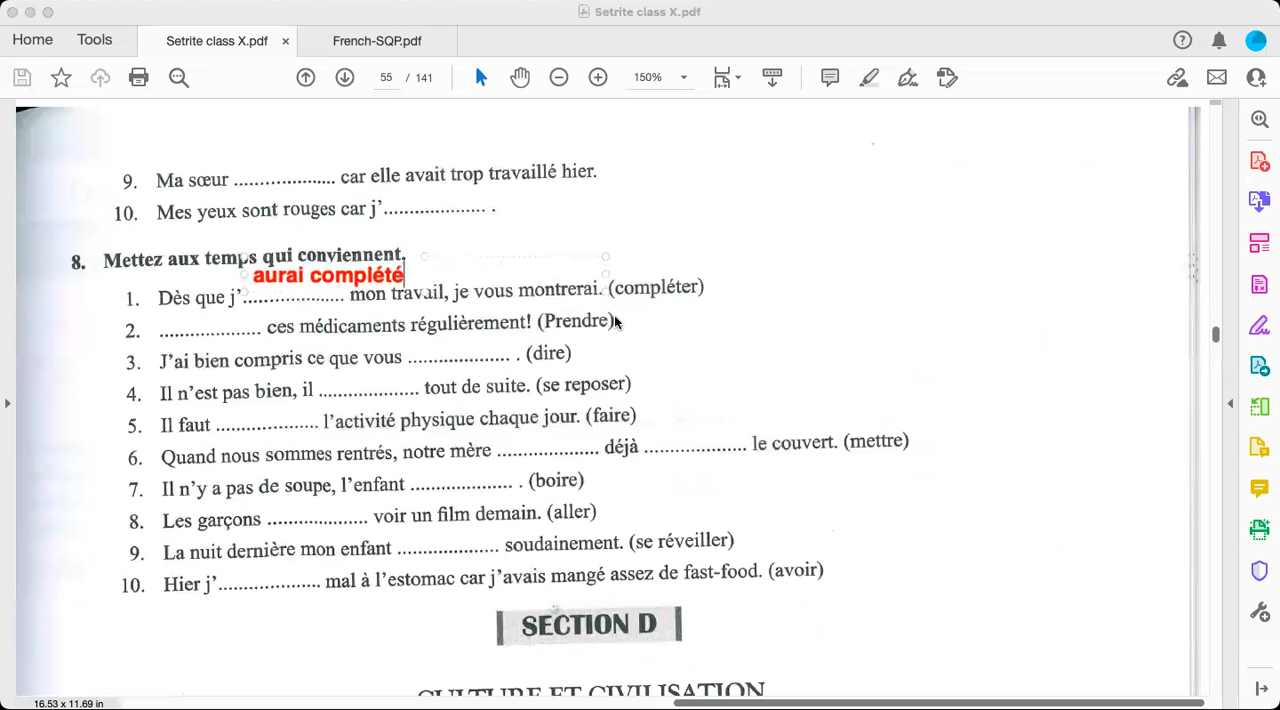 Setrite class X.pdf
Home Tools Setrite class X.pdf × French-SQP.pdf
55 / 141 150%
9. Ma sœur .................... car elle avait trop travaillé hier.
10. Mes yeux sont rouges car j'.................... .
8. Mettez aux temps qui conviennent.
aurai complété
1. Dès que j'.................... mon travail, je vous montrerai. (compléter)
2. .................... ces médicaments régulièrement! (Prendre)
3. J'ai bien compris ce que vous .................... . (dire)
4. Il n'est pas bien, il .................... tout de suite. (se reposer)
5. Il faut .................... l'activité physique chaque jour. (faire)
6. Quand nous sommes rentrés, notre mère .................... déjà .................... le couvert. (mettre)
7. Il n'y a pas de soupe, l'enfant .................... . (boire)
8. Les garçons .................... voir un film demain. (aller)
9. La nuit dernière mon enfant .................... soudainement. (se réveiller)
10. Hier j'.................... mal à l'estomac car j'avais mangé assez de fast-food. (avoir)
SECTION D
CULTURE ET CIVILISATION
16.53 x 11.69 in